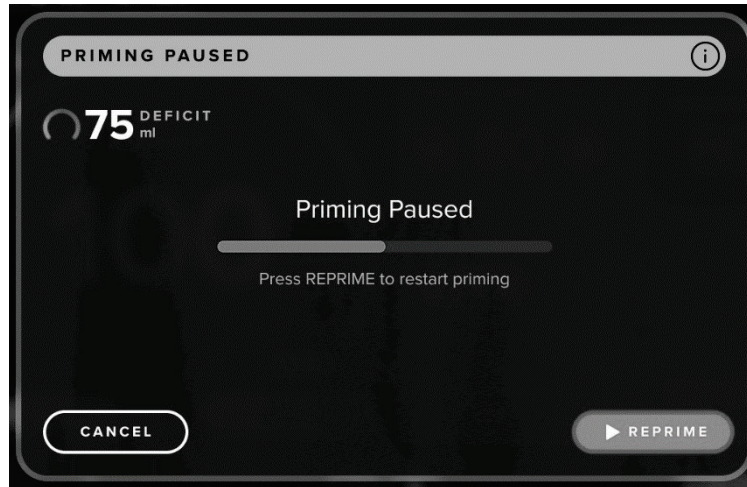 PRIMING PAUSED
i
75 DEFICIT
ml
Priming Paused
Press REPRIME to restart priming
CANCEL
REPRIME